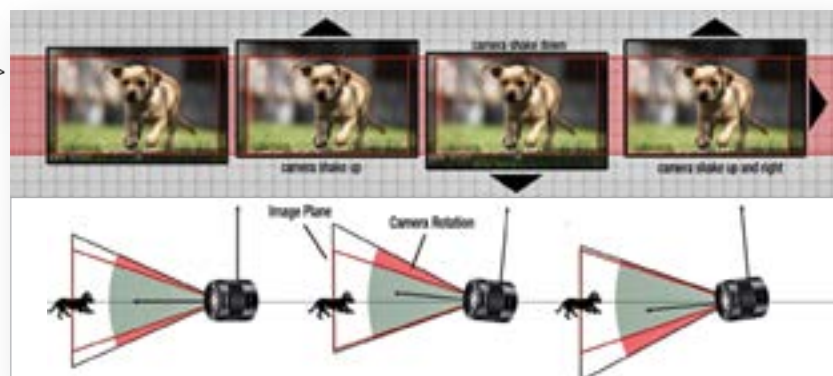 camera shake down
camera shake up
camera shake up and right
Image Plane
Camera Rotation